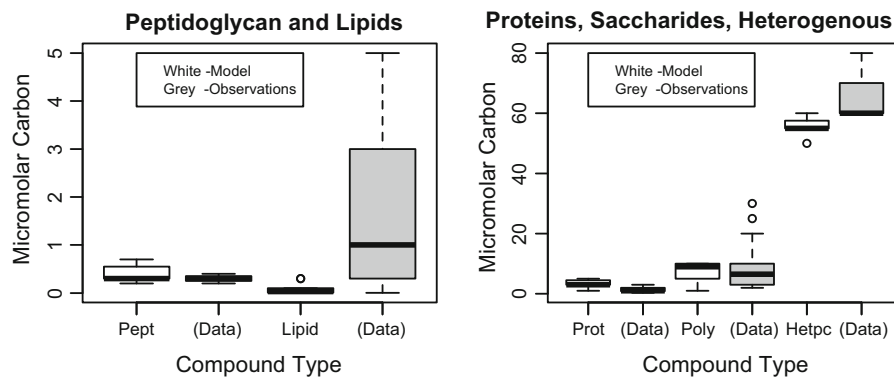 Peptidoglycan and Lipids
White -Model
Grey -Observations
Micromolar Carbon
5
4
3
2
1
0
Pept (Data) Lipid (Data)
Compound Type
Proteins, Saccharides, Heterogenous
White -Model
Grey -Observations
Micromolar Carbon
80
60
40
20
0
Prot (Data) Poly (Data) Hetpc (Data)
Compound Type